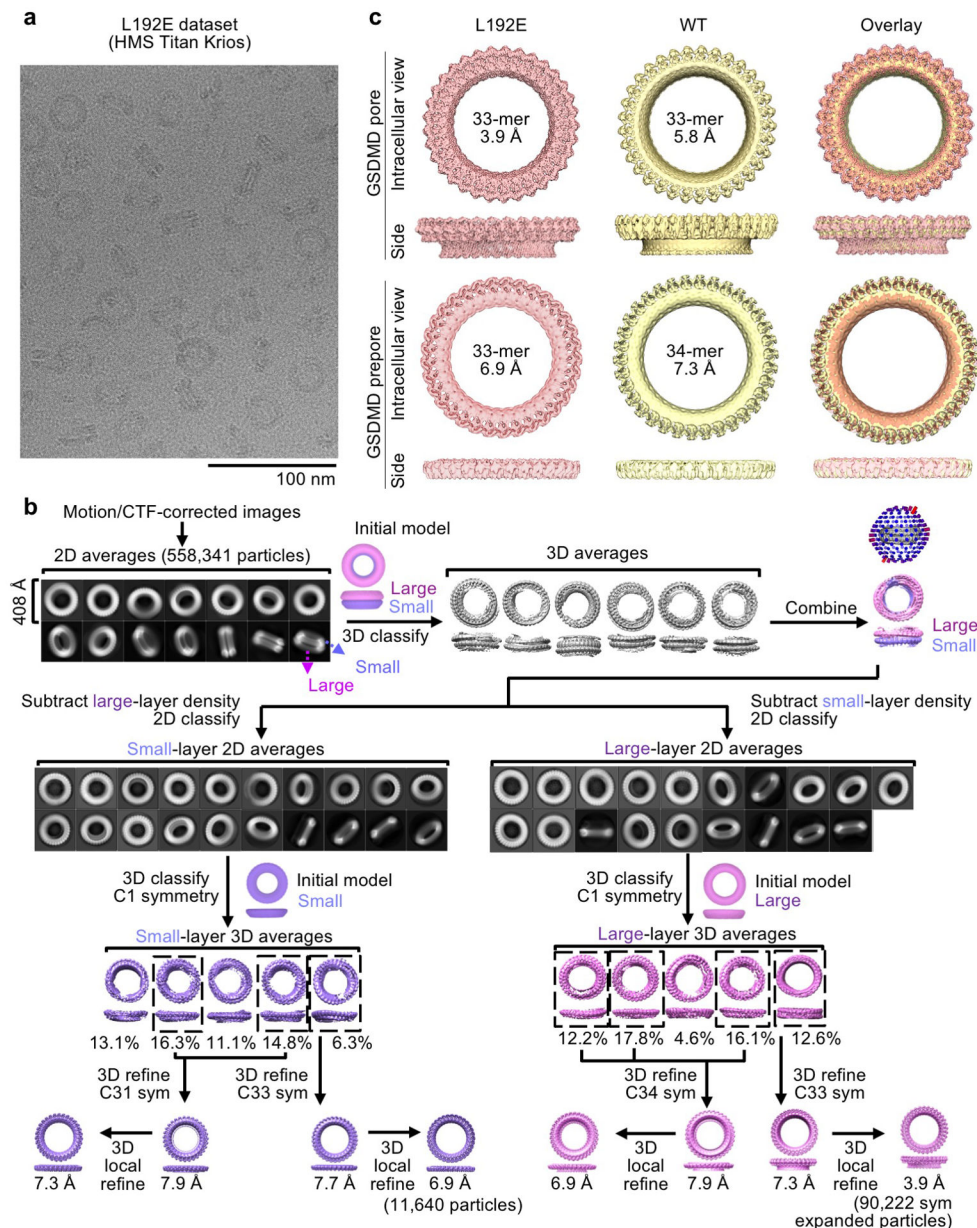 a
L192E dataset
(HMS Titan Krios)
100 nm
c
L192E
WT
Overlay
GSDMD pore
Intracellular view
33-mer
3.9 Å
33-mer
5.8 Å
Side
GSDMD prepore
Intracellular view
33-mer
6.9 Å
34-mer
7.3 Å
Side
b
Motion/CTF-corrected images
2D averages (558,341 particles)
408 Å
Initial model
Large
Small
3D classify
3D averages
Combine
Large
Small
Small
Large
Subtract large-layer density
2D classify
Subtract small-layer density
2D classify
Small-layer 2D averages
Large-layer 2D averages
3D classify
C1 symmetry
Initial model
Small
3D classify
C1 symmetry
Initial model
Large
Small-layer 3D averages
Large-layer 3D averages
13.1% 16.3% 11.1% 14.8% 6.3%
12.2% 17.8% 4.6% 16.1% 12.6%
3D refine
C31 sym
3D refine
C33 sym
3D refine
C34 sym
3D refine
C33 sym
3D
local
refine
7.3 Å
7.9 Å
3D
local
refine
7.7 Å
6.9 Å
(11,640 particles)
3D
local
refine
6.9 Å
7.9 Å
3D
local
refine
7.3 Å
3.9 Å
(90,222 sym
expanded particles)